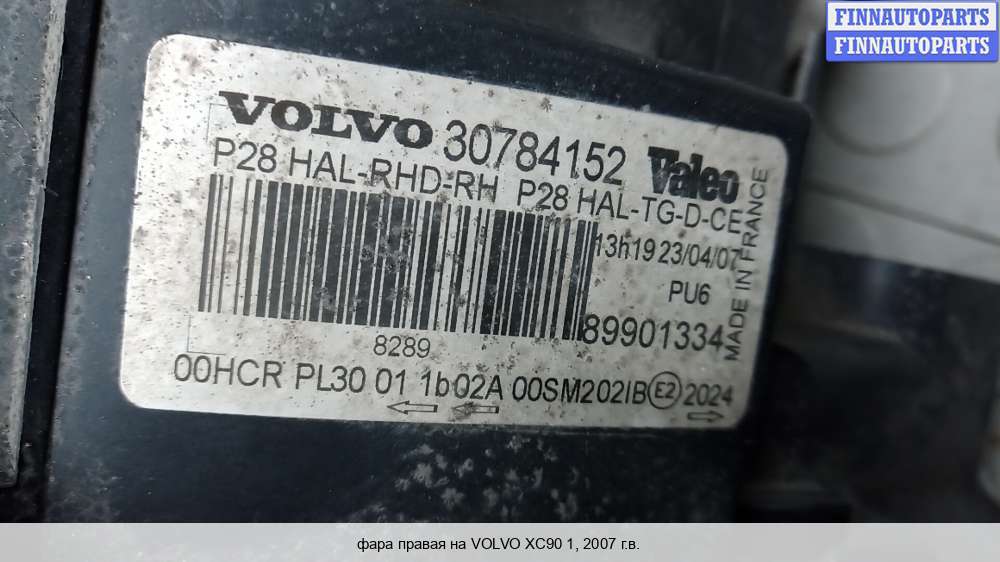 FINNAUTOPARTS
FINNAUTOPARTS
VOLVO 30784152 Valeo
P28 HAL-RHD-RH P28 HAL-TG-D-CE
13h19 23/04/07
PU6
89901334
MADE IN FRANCE
8289
00HCR PL30 01 1b02A 00SM202IB E2 2024
фара правая на VOLVO XC90 1, 2007 г.в.